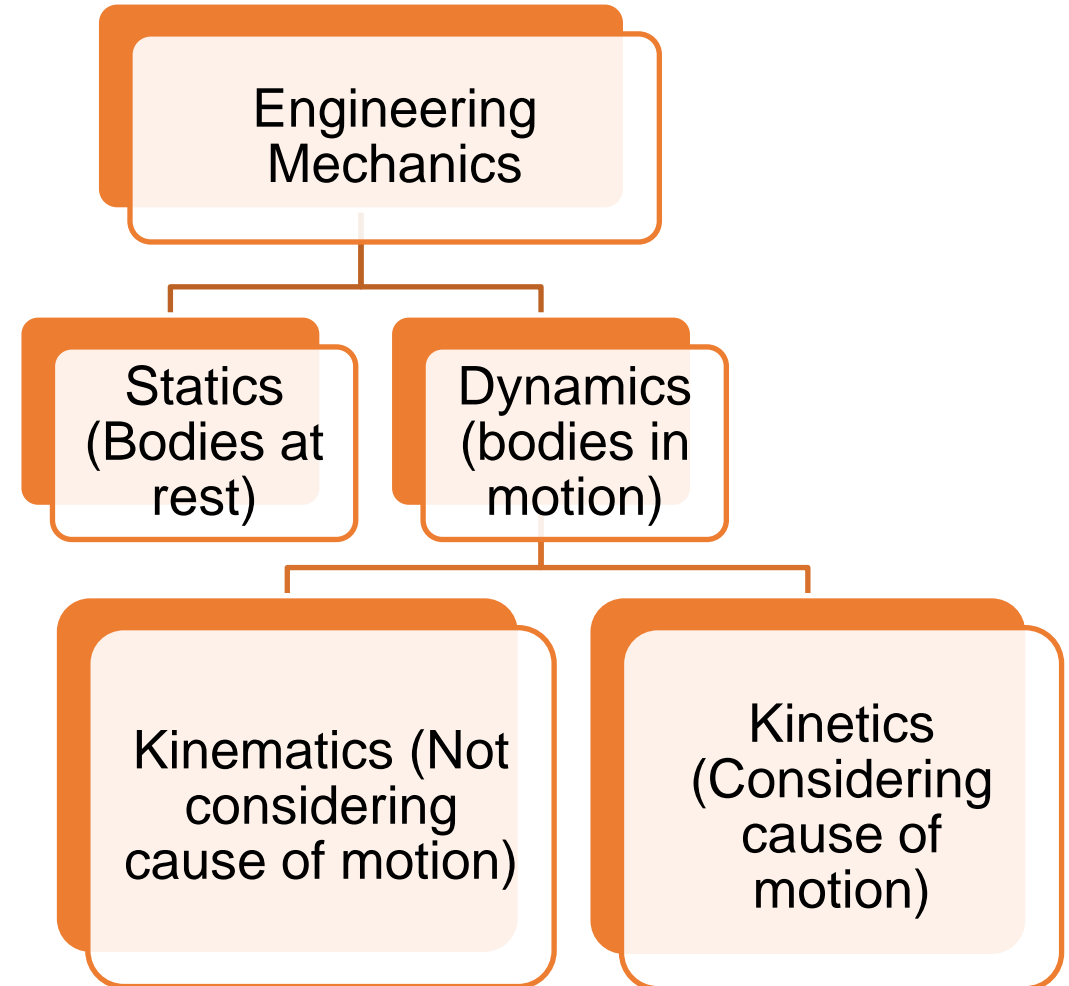 Engineering
Mechanics
Statics
(Bodies at
rest)
Dynamics
(bodies in
motion)
Kinematics (Not
considering
cause of motion)
Kinetics
(Considering
cause of
motion)